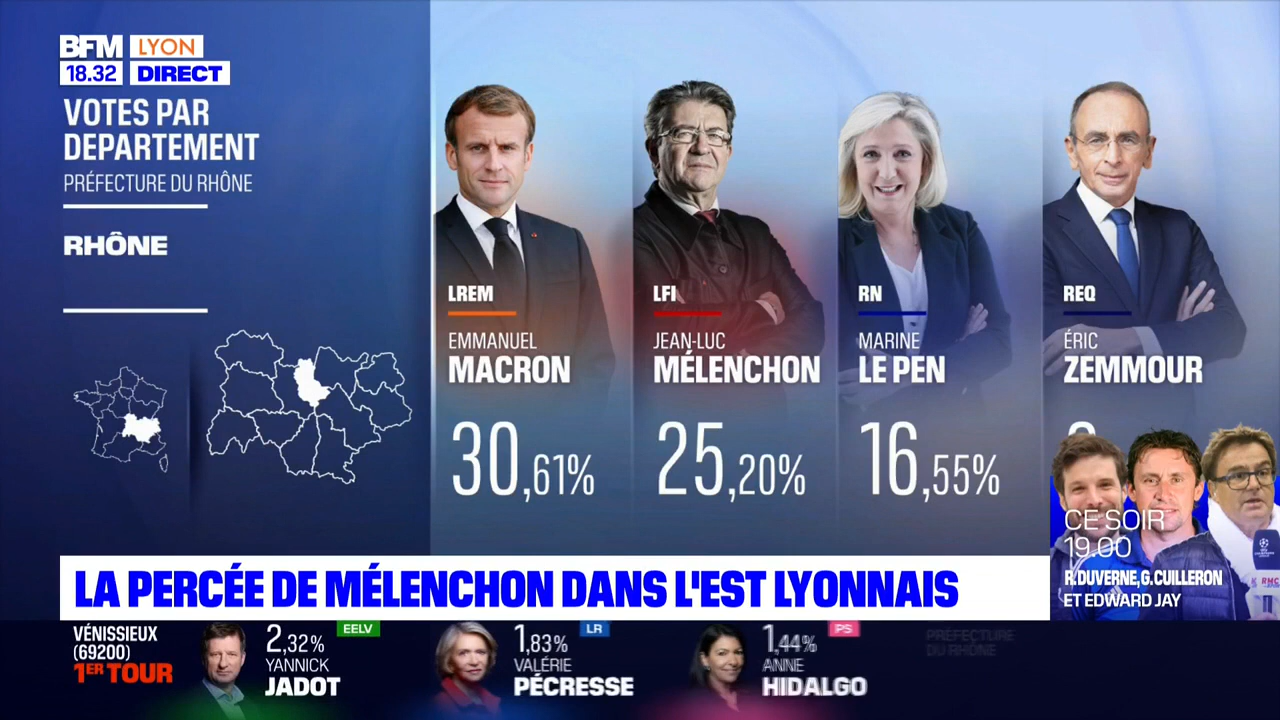 BFM LYON
18.32 DIRECT
VOTES PAR
DEPARTEMENT
PRÉFECTURE DU RHÔNE
RHÔNE
LREM
EMMANUEL
MACRON
30,61%
LFI
JEAN-LUC
MÉLENCHON
25,20%
RN
MARINE
LE PEN
16,55%
REQ
ÉRIC
ZEMMOUR
CE SOIR
19.00
R.DUVERNE, G.CUILLERON
ET EDWARD JAY
LA PERCÉE DE MÉLENCHON DANS L'EST LYONNAIS
VÉNISSIEUX
(69200)
1ER TOUR
2,32% EELV
YANNICK
JADOT
1,83% LR
VALÉRIE
PÉCRESSE
1,44% PS
ANNE
HIDALGO
PRÉFECTURE
DU RHÔNE